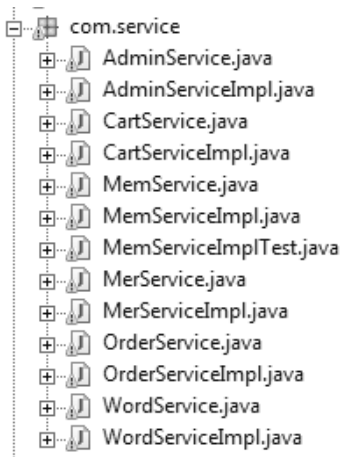 com.service
AdminService.java
AdminServiceImpl.java
CartService.java
CartServiceImpl.java
MemService.java
MemServiceImpl.java
MemServiceImplTest.java
MerService.java
MerServiceImpl.java
OrderService.java
OrderServiceImpl.java
WordService.java
WordServiceImpl.java